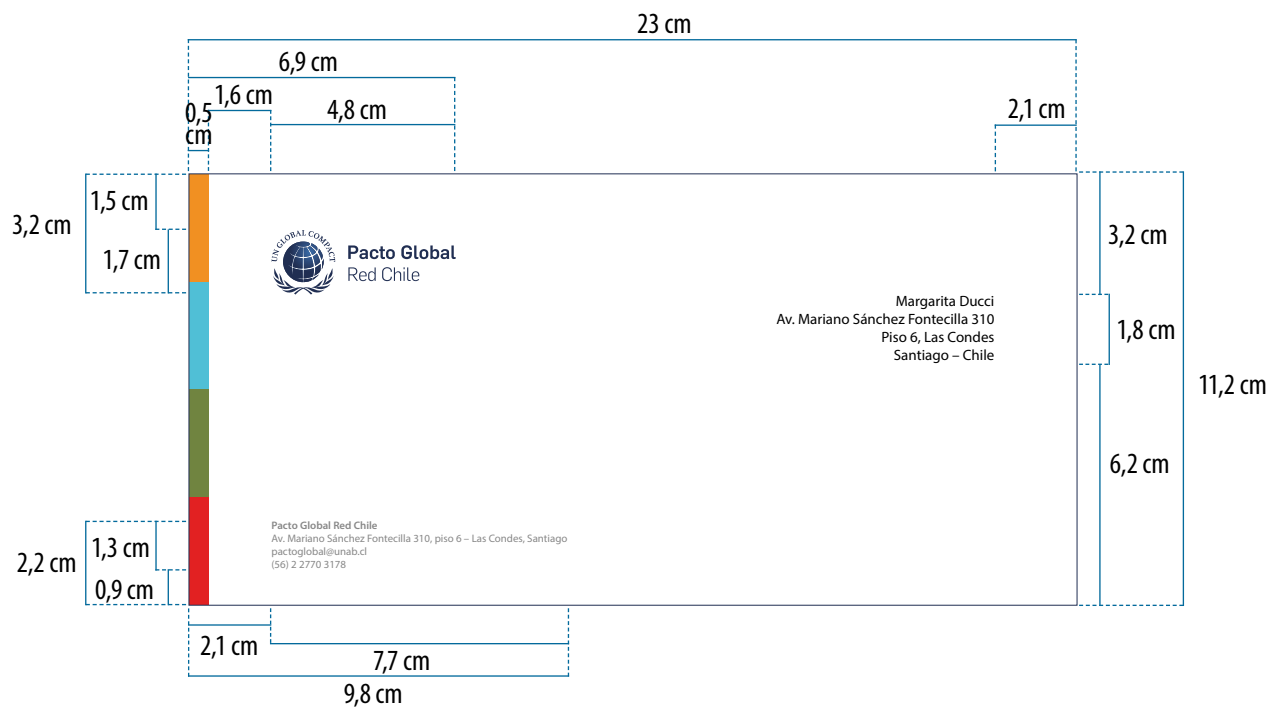 23 cm
6,9 cm
1,6 cm
0,5
cm
4,8 cm
2,1 cm
1,5 cm
3,2 cm
1,7 cm
UN GLOBAL COMPACT
Pacto Global
Red Chile
3,2 cm
Margarita Ducci
Av. Mariano Sánchez Fontecilla 310
Piso 6, Las Condes
Santiago – Chile
1,8 cm
11,2 cm
6,2 cm
Pacto Global Red Chile
Av. Mariano Sánchez Fontecilla 310, piso 6 – Las Condes, Santiago
pactoglobal@unab.cl
(56) 2 2770 3178
1,3 cm
2,2 cm
0,9 cm
2,1 cm
7,7 cm
9,8 cm